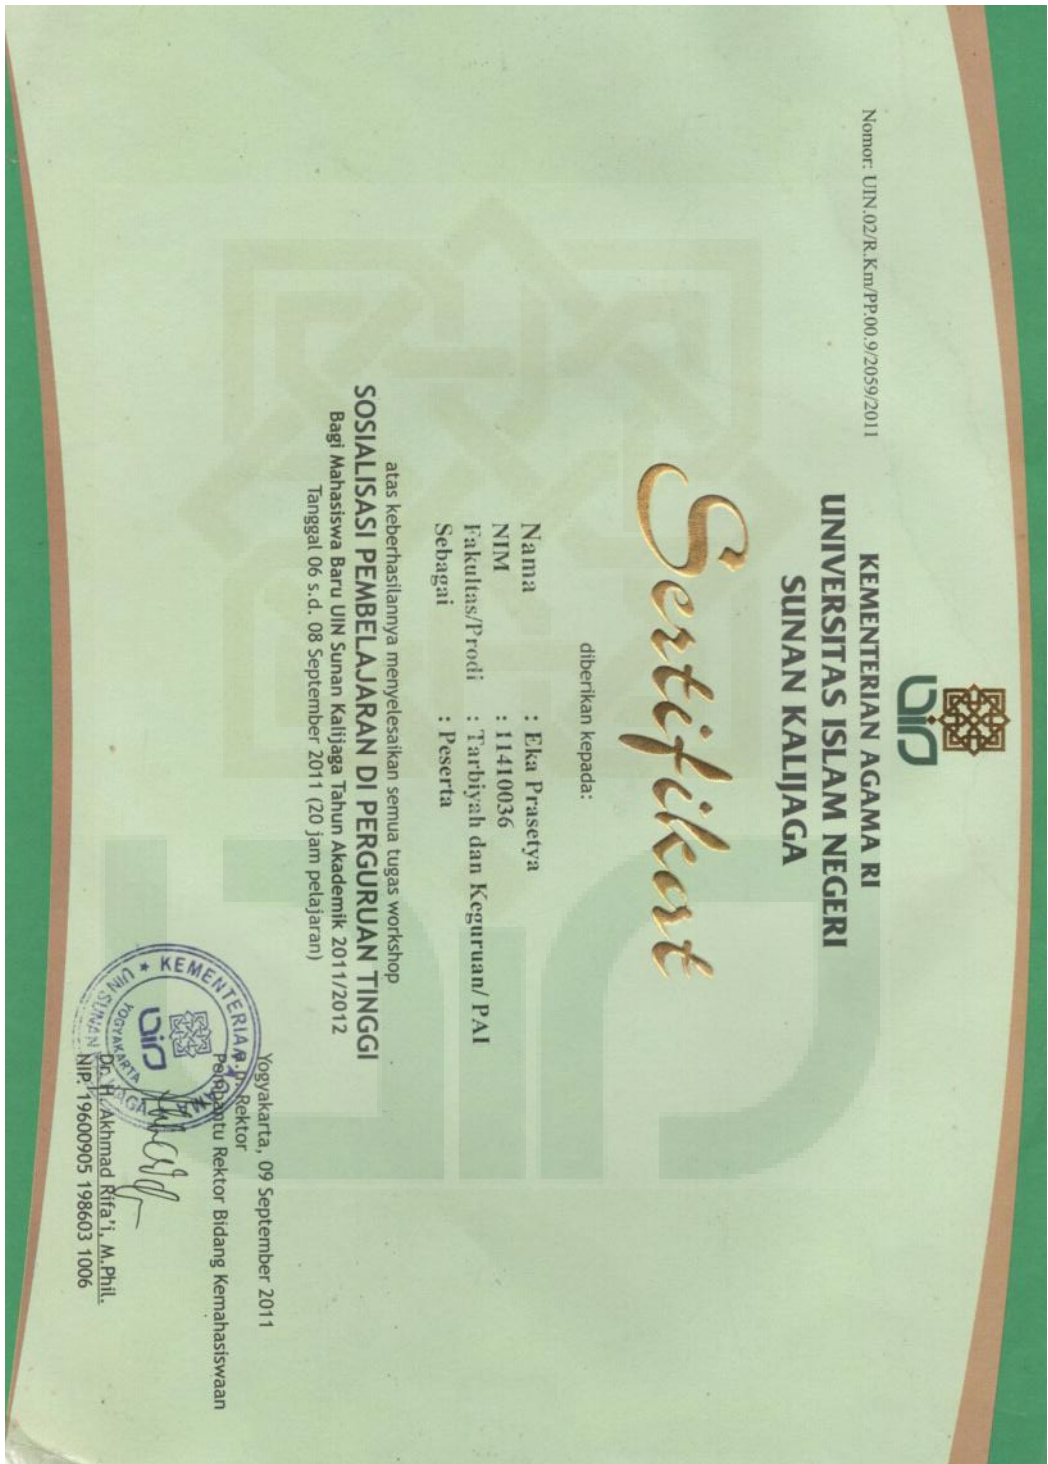 Nomor: UIN.02/R.Km/PP.00.9/2059/2011
uin
KEMENTERIAN AGAMA RI
UNIVERSITAS ISLAM NEGERI
SUNAN KALIJAGA
Sertifikat
diberikan kepada:
Nama : Eka Prasetya
NIM : 11410036
Fakultas/Prodi : Tarbiyah dan Keguruan/ PAI
Sebagai : Peserta
atas keberhasilannya menyelesaikan semua tugas workshop
SOSIALISASI PEMBELAJARAN DI PERGURUAN TINGGI
Bagi Mahasiswa Baru UIN Sunan Kalijaga Tahun Akademik 2011/2012
Tanggal 06 s.d. 08 September 2011 (20 jam pelajaran)
Yogyakarta, 09 September 2011
a.n. Rektor
Pembantu Rektor Bidang Kemahasiswaan
KEMENTERIAN
UIN SUNAN
YOGYAKARTA
uin
Dr. H. Akhmad Rifa'i, M.Phil.
NIP. 19600905 198603 1006